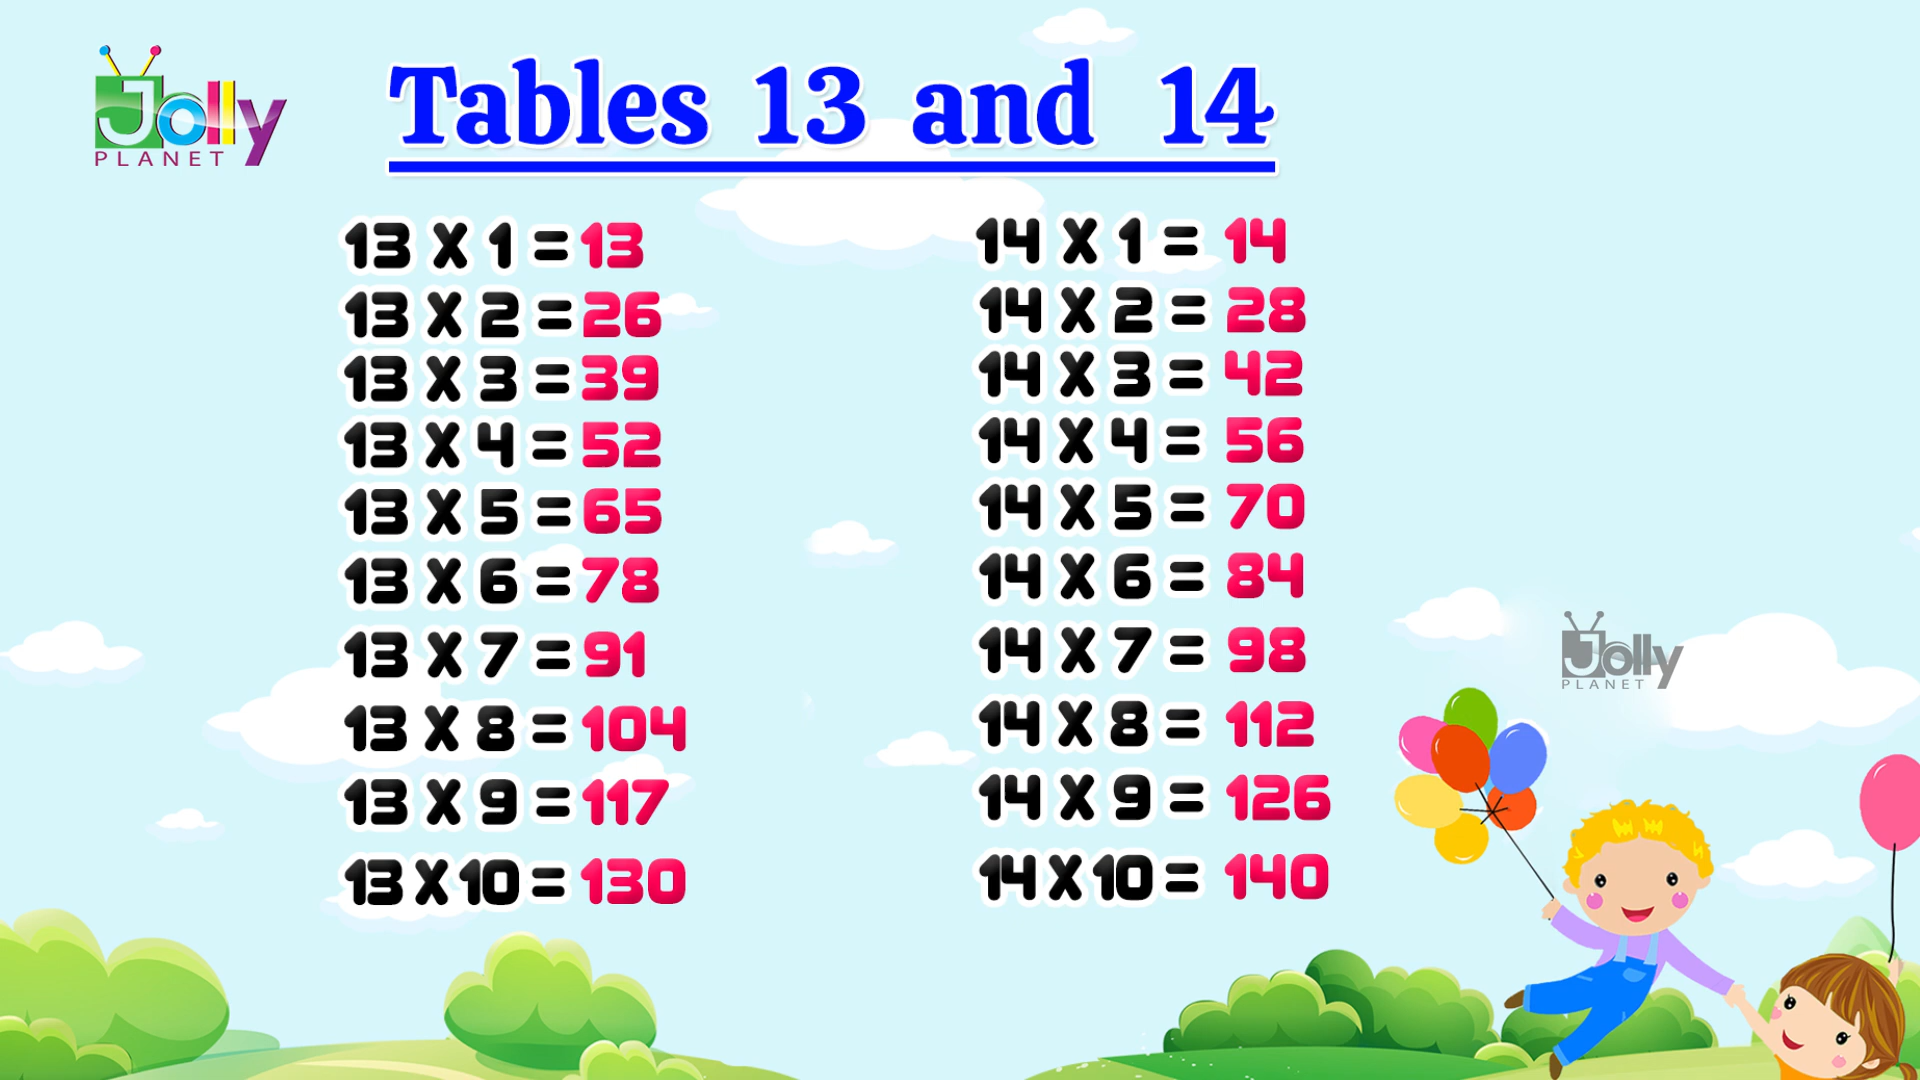 Jolly
PLANET
Tables 13 and 14
13 X 1 = 13
13 X 2 = 26
13 X 3 = 39
13 X 4 = 52
13 X 5 = 65
13 X 6 = 78
13 X 7 = 91
13 X 8 = 104
13 X 9 = 117
13 X 10 = 130
14 X 1 = 14
14 X 2 = 28
14 X 3 = 42
14 X 4 = 56
14 X 5 = 70
14 X 6 = 84
14 X 7 = 98
14 X 8 = 112
14 X 9 = 126
14 X 10 = 140
Jolly
PLANET